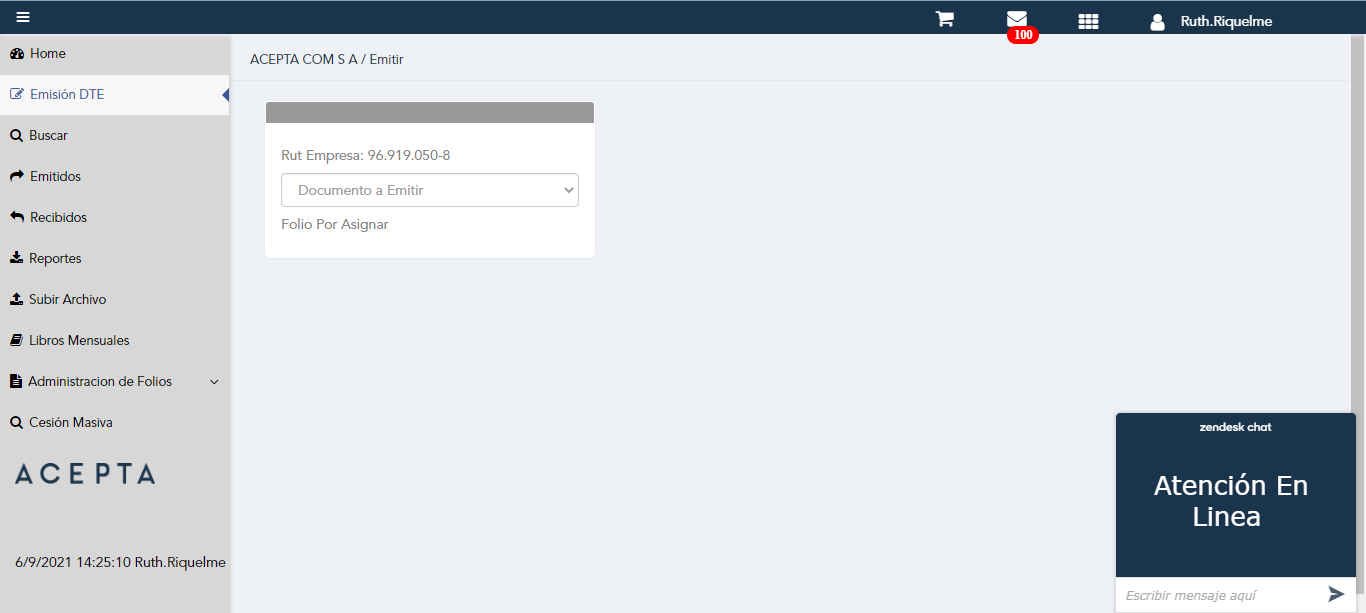 Ruth.Riquelme
100
Home
Emisión DTE
Buscar
Emitidos
Recibidos
Reportes
Subir Archivo
Libros Mensuales
Administracion de Folios
Cesión Masiva
ACEPTA
6/9/2021 14:25:10 Ruth.Riquelme
ACEPTA COM S A / Emitir
Rut Empresa: 96.919.050-8
Documento a Emitir
Folio Por Asignar
zendesk chat
Atención En
Linea
Escribir mensaje aquí